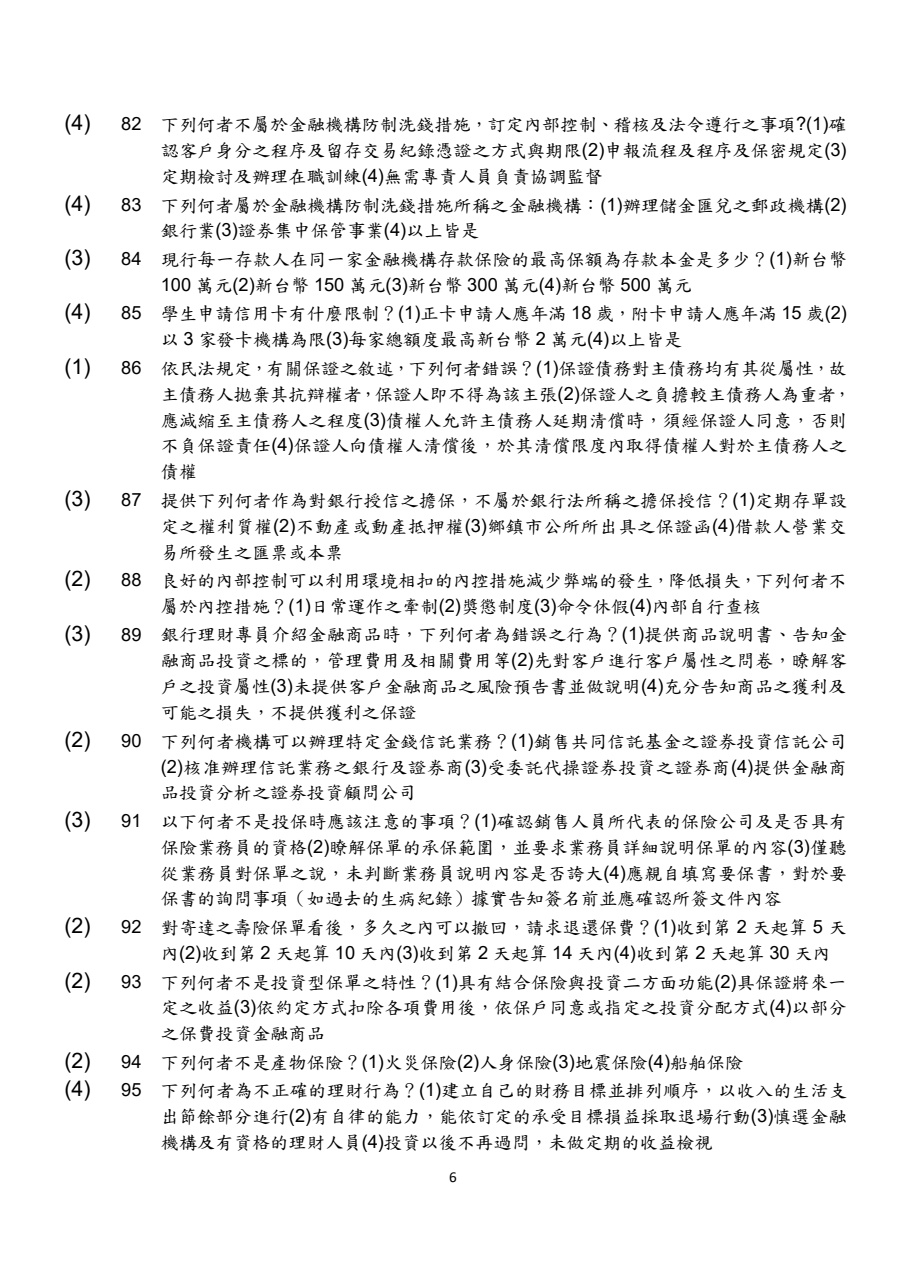 (4) 82 下列何者不屬於金融機構防制洗錢措施，訂定內部控制、稽核及法令遵行之事項?(1)確
認客戶身分之程序及留存交易紀錄憑證之方式與期限(2)申報流程及程序及保密規定(3)
定期檢討及辦理在職訓練(4)無需專責人員負責協調監督
(4) 83 下列何者屬於金融機構防制洗錢措施所稱之金融機構：(1)辦理儲金匯兌之郵政機構(2)
銀行業(3)證券集中保管事業(4)以上皆是
(3) 84 現行每一存款人在同一家金融機構存款保險的最高保額為存款本金是多少？(1)新台幣
100 萬元(2)新台幣 150 萬元(3)新台幣 300 萬元(4)新台幣 500 萬元
(4) 85 學生申請信用卡有什麼限制？(1)正卡申請人應年滿 18 歲，附卡申請人應年滿 15 歲(2)
以 3 家發卡機構為限(3)每家總額度最高新台幣 2 萬元(4)以上皆是
(1) 86 依民法規定，有關保證之敘述，下列何者錯誤？(1)保證債務對主債務均有其從屬性，故
主債務人拋棄其抗辯權者，保證人即不得為該主張(2)保證人之負擔較主債務人為重者，
應減縮至主債務人之程度(3)債權人允許主債務人延期清償時，須經保證人同意，否則
不負保證責任(4)保證人向債權人清償後，於其清償限度內取得債權人對於主債務人之
債權
(3) 87 提供下列何者作為對銀行授信之擔保，不屬於銀行法所稱之擔保授信？(1)定期存單設
定之權利質權(2)不動產或動產抵押權(3)鄉鎮市公所所出具之保證函(4)借款人營業交
易所發生之匯票或本票
(2) 88 良好的內部控制可以利用環境相扣的內控措施減少弊端的發生，降低損失，下列何者不
屬於內控措施？(1)日常運作之牽制(2)獎懲制度(3)命令休假(4)內部自行查核
(3) 89 銀行理財專員介紹金融商品時，下列何者為錯誤之行為？(1)提供商品說明書、告知金
融商品投資之標的，管理費用及相關費用等(2)先對客戶進行客戶屬性之問卷，瞭解客
戶之投資屬性(3)未提供客戶金融商品之風險預告書並做說明(4)充分告知商品之獲利及
可能之損失，不提供獲利之保證
(2) 90 下列何者機構可以辦理特定金錢信託業務？(1)銷售共同信託基金之證券投資信託公司
(2)核准辦理信託業務之銀行及證券商(3)受委託代操證券投資之證券商(4)提供金融商
品投資分析之證券投資顧問公司
(3) 91 以下何者不是投保時應該注意的事項？(1)確認銷售人員所代表的保險公司及是否具有
保險業務員的資格(2)瞭解保單的承保範圍，並要求業務員詳細說明保單的內容(3)僅聽
從業務員對保單之說，未判斷業務員說明內容是否誇大(4)應親自填寫要保書，對於要
保書的詢問事項（如過去的生病紀錄）據實告知簽名前並應確認所簽文件內容
(2) 92 對寄達之壽險保單看後，多久之內可以撤回，請求退還保費？(1)收到第 2 天起算 5 天
內(2)收到第 2 天起算 10 天內(3)收到第 2 天起算 14 天內(4)收到第 2 天起算 30 天內
(2) 93 下列何者不是投資型保單之特性？(1)具有結合保險與投資二方面功能(2)具保證將來一
定之收益(3)依約定方式扣除各項費用後，依保戶同意或指定之投資分配方式(4)以部分
之保費投資金融商品
(2) 94 下列何者不是產物保險？(1)火災保險(2)人身保險(3)地震保險(4)船舶保險
(4) 95 下列何者為不正確的理財行為？(1)建立自己的財務目標並排列順序，以收入的生活支
出節餘部分進行(2)有自律的能力，能依訂定的承受目標損益採取退場行動(3)慎選金融
機構及有資格的理財人員(4)投資以後不再過問，未做定期的收益檢視
6